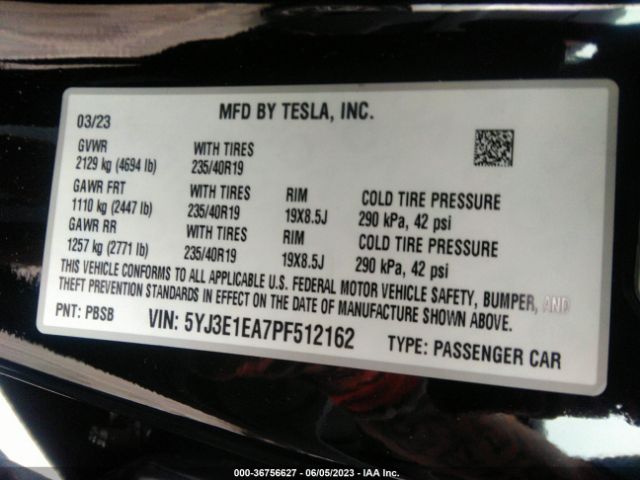 MFD BY TESLA, INC.
03/23
GVWR WITH TIRES
2129 kg (4694 lb) 235/40R19
GAWR FRT WITH TIRES RIM COLD TIRE PRESSURE
1110 kg (2447 lb) 235/40R19 19X8.5J 290 kPa, 42 psi
GAWR RR WITH TIRES RIM COLD TIRE PRESSURE
1257 kg (2771 lb) 235/40R19 19X8.5J 290 kPa, 42 psi
THIS VEHICLE CONFORMS TO ALL APPLICABLE U.S. FEDERAL MOTOR VEHICLE SAFETY, BUMPER, AND
THEFT PREVENTION STANDARDS IN EFFECT ON THE DATE OF MANUFACTURE SHOWN ABOVE.
PNT: PBSB VIN: 5YJ3E1EA7PF512162 TYPE: PASSENGER CAR
000-36756627 - 06/05/2023 - IAA Inc.